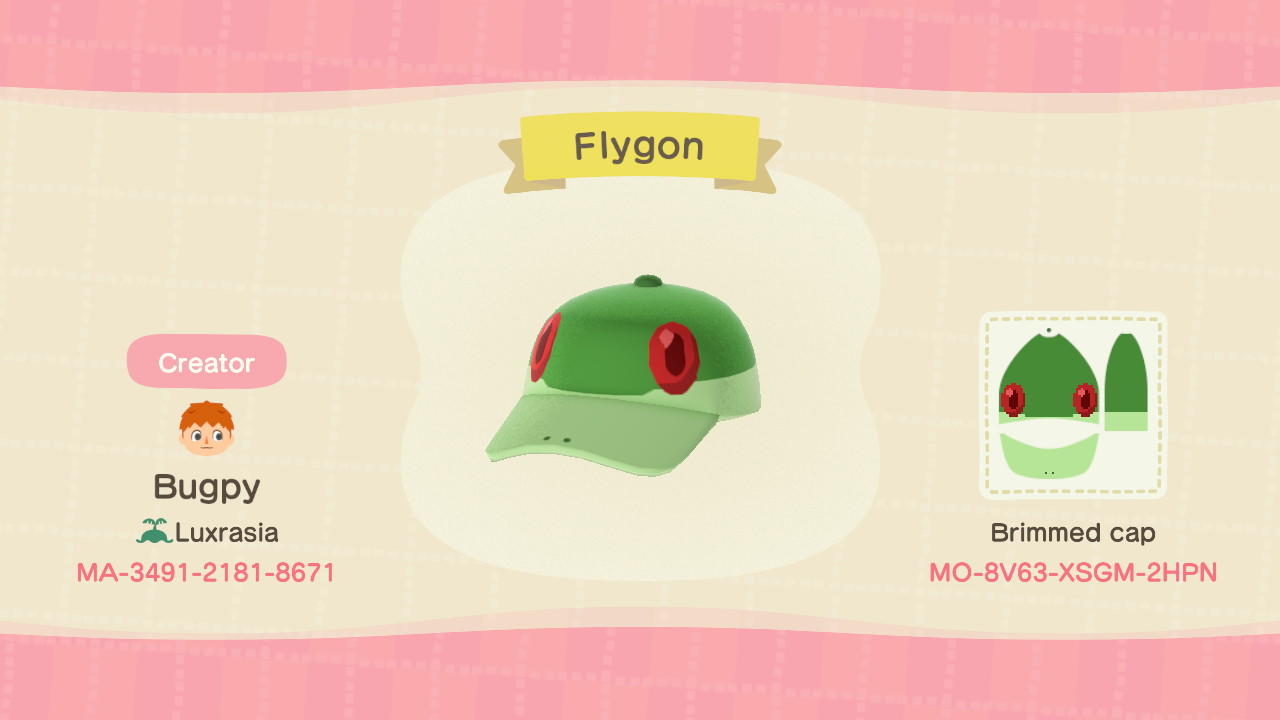 Flygon
Creator
Bugpy
Luxrasia
MA-3491-2181-8671
Brimmed cap
MO-8V63-XSGM-2HPN